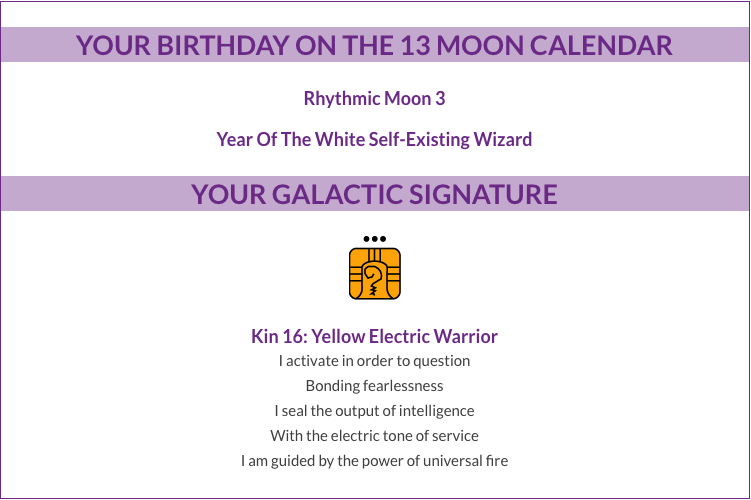 YOUR BIRTHDAY ON THE 13 MOON CALENDAR
Rhythmic Moon 3
Year Of The White Self-Existing Wizard
YOUR GALACTIC SIGNATURE
Kin 16: Yellow Electric Warrior
I activate in order to question
Bonding fearlessness
I seal the output of intelligence
With the electric tone of service
I am guided by the power of universal fire